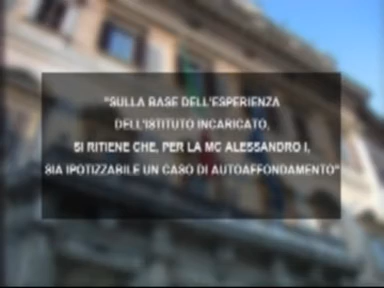 "SULLA BASE DELL'ESPERIENZA
DELL'ISTITUTO INCARICATO,
SI RITIENE CHE, PER LA MC ALESSANDRO I,
SIA IPOTIZZABILE UN CASO DI AUTOAFFONDAMENTO"